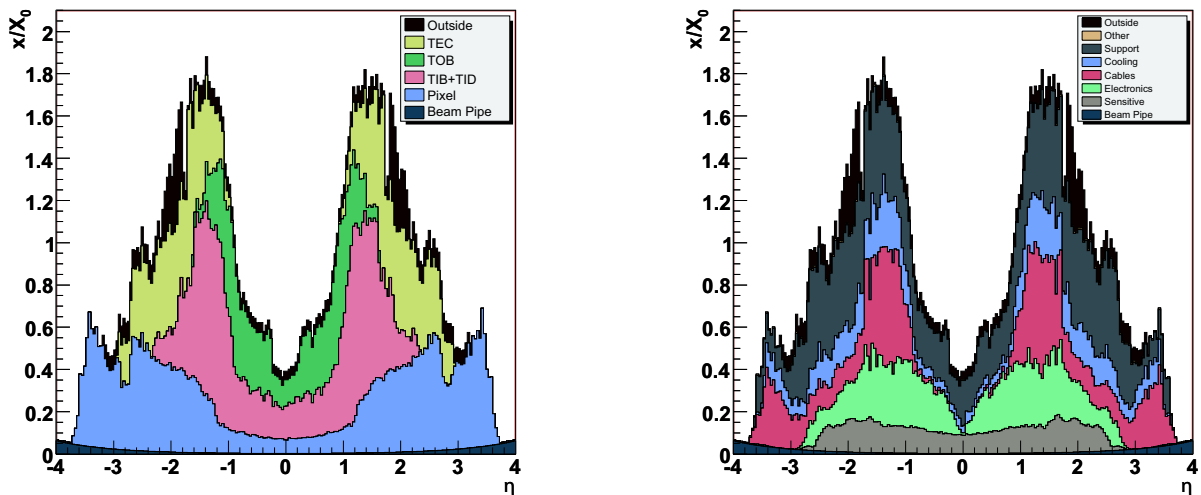 x/X0
2
1.8
1.6
1.4
1.2
1
0.8
0.6
0.4
0.2
0
-4 -3 -2 -1 0 1 2 3 4
η
Outside
TEC
TOB
TIB+TID
Pixel
Beam Pipe
x/X0
2
1.8
1.6
1.4
1.2
1
0.8
0.6
0.4
0.2
0
-4 -3 -2 -1 0 1 2 3 4
η
Outside
Other
Support
Cooling
Cables
Electronics
Sensitive
Beam Pipe